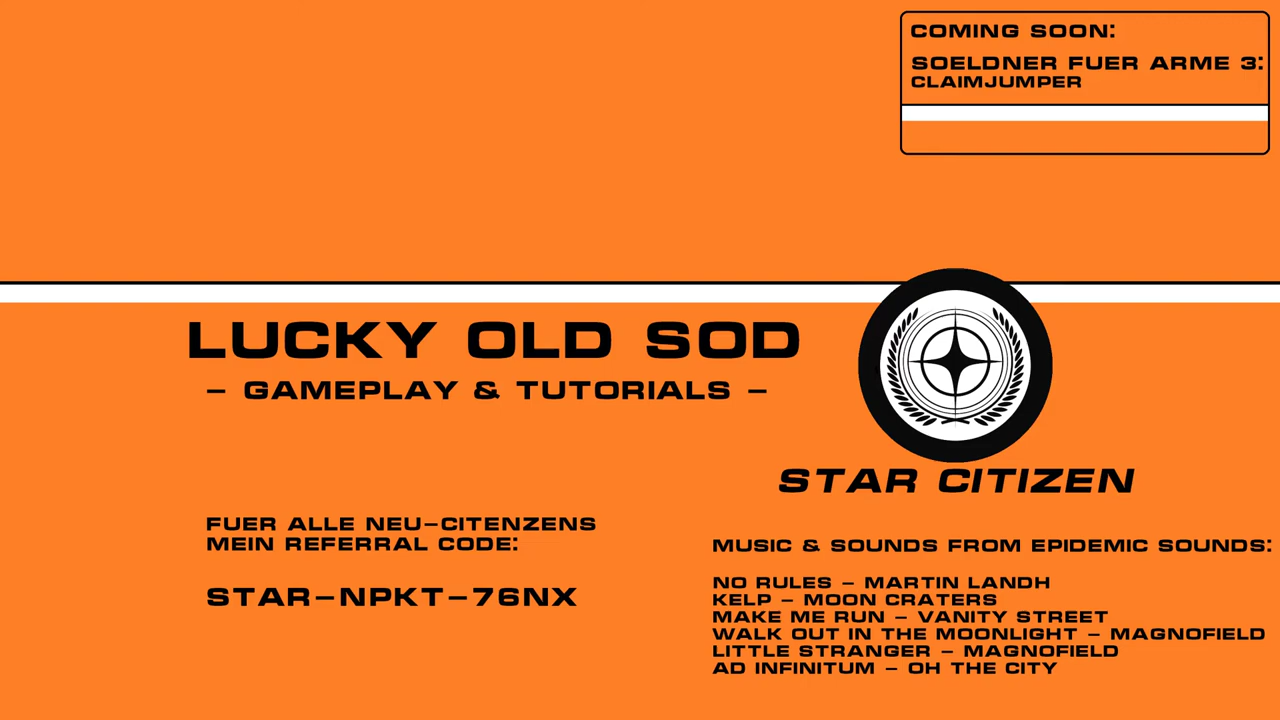 COMING SOON:
SOELDNER FUER ARME 3:
CLAIMJUMPER
LUCKY OLD SOD
– GAMEPLAY & TUTORIALS –
STAR CITIZEN
FUER ALLE NEU–CITENZENS
MEIN REFERRAL CODE:
STAR–NPKT–76NX
MUSIC & SOUNDS FROM EPIDEMIC SOUNDS:
NO RULES – MARTIN LANDH
KELP – MOON CRATERS
MAKE ME RUN – VANITY STREET
WALK OUT IN THE MOONLIGHT – MAGNOFIELD
LITTLE STRANGER – MAGNOFIELD
AD INFINITUM – OH THE CITY